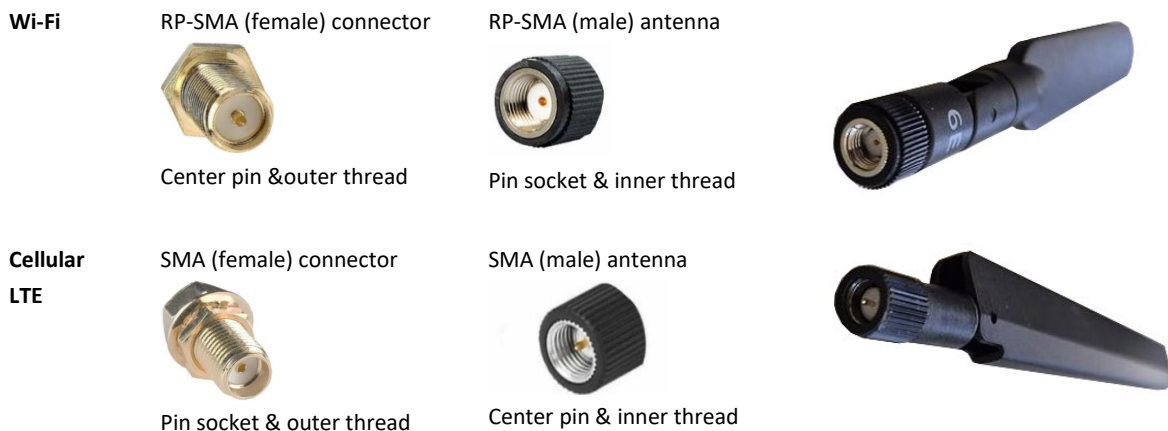 Wi-Fi RP-SMA (female) connector RP-SMA (male) antenna
6E
Center pin &outer thread Pin socket & inner thread
Cellular SMA (female) connector SMA (male) antenna
LTE
Pin socket & outer thread Center pin & inner thread